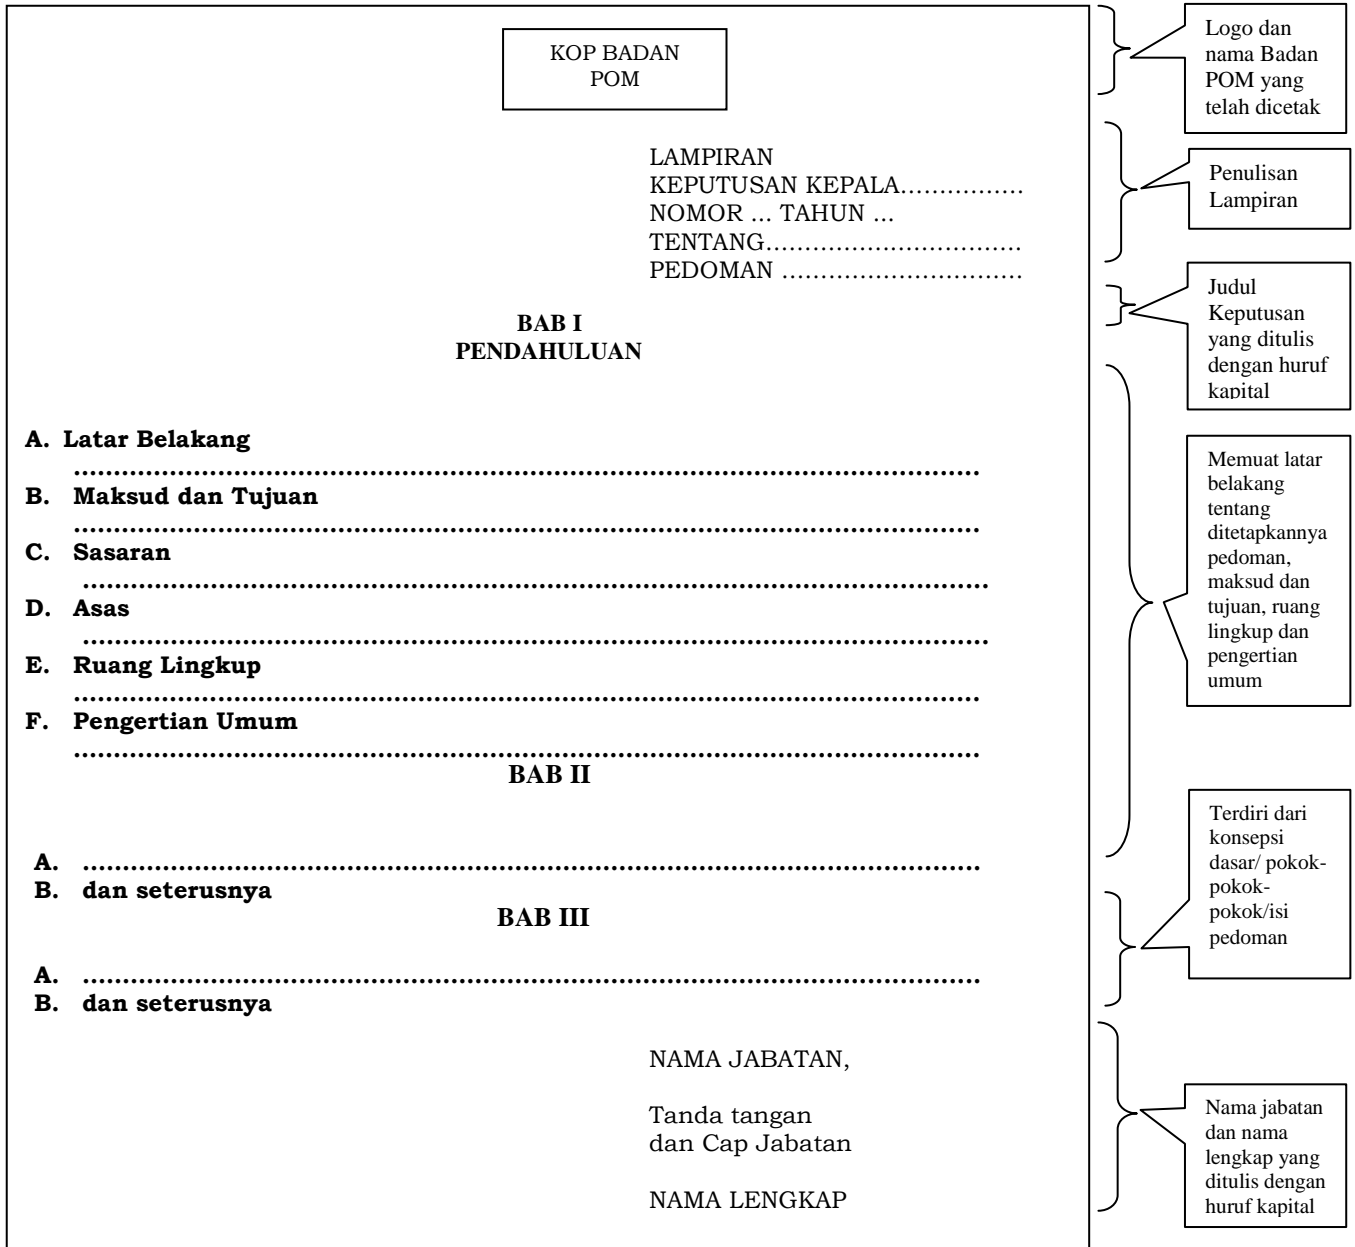 KOP BADAN
POM
LAMPIRAN
KEPUTUSAN KEPALA................
NOMOR ... TAHUN ...
TENTANG.................................
PEDOMAN ...............................
BAB I
PENDAHULUAN
A. Latar Belakang
..................................................................................................................
B. Maksud dan Tujuan
..................................................................................................................
C. Sasaran
..................................................................................................................
D. Asas
..................................................................................................................
E. Ruang Lingkup
..................................................................................................................
F. Pengertian Umum
..................................................................................................................
BAB II
A. .................................................................................................................
B. dan seterusnya
BAB III
A. .................................................................................................................
B. dan seterusnya
NAMA JABATAN,
Tanda tangan
dan Cap Jabatan
NAMA LENGKAP
Logo dan
nama Badan
POM yang
telah dicetak
Penulisan
Lampiran
Judul
Keputusan
yang ditulis
dengan huruf
kapital
Memuat latar
belakang
tentang
ditetapkannya
pedoman,
maksud dan
tujuan, ruang
lingkup dan
pengertian
umum
Terdiri dari
konsepsi
dasar/ pokok-
pokok-
pokok/isi
pedoman
Nama jabatan
dan nama
lengkap yang
ditulis dengan
huruf kapital